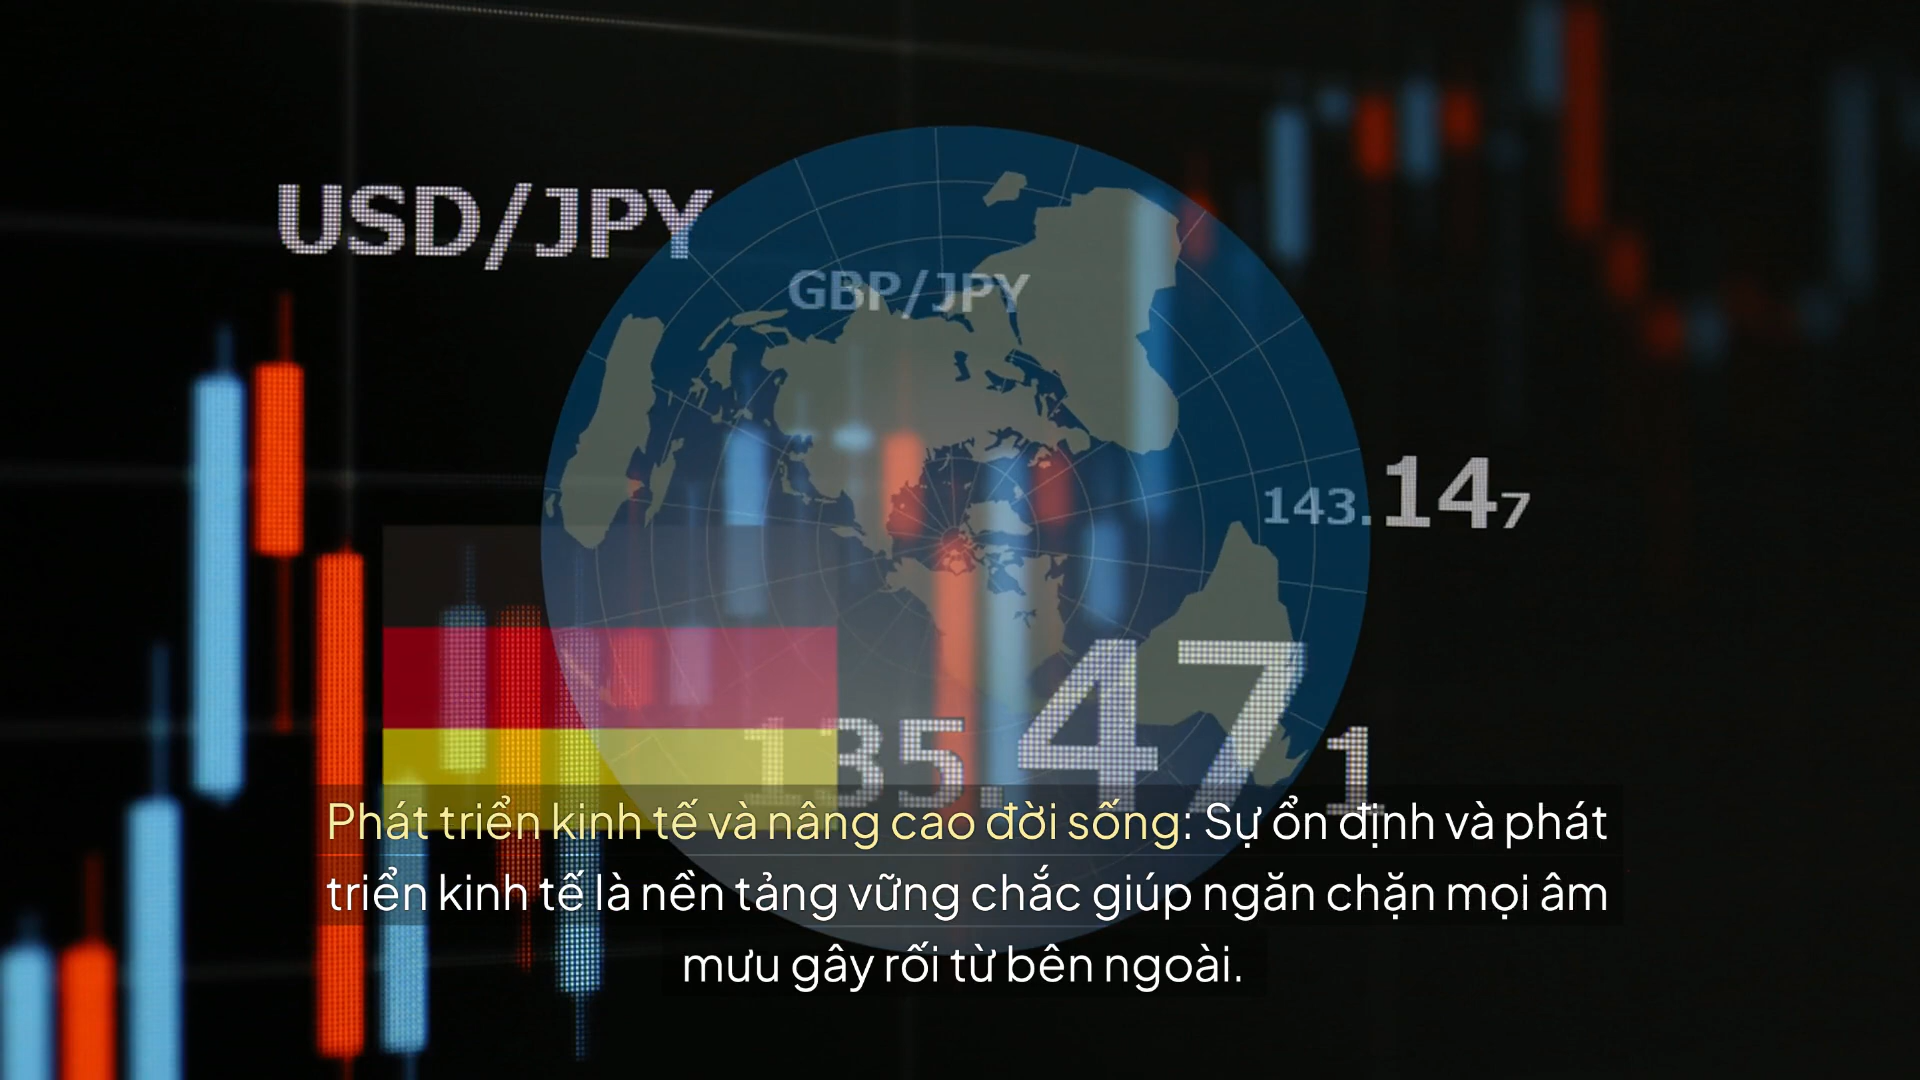 USD/JPY
GBP/JPY
143.147
135.471
Phát triển kinh tế và nâng cao đời sống: Sự ổn định và phát
triển kinh tế là nền tảng vững chắc giúp ngăn chặn mọi âm
mưu gây rối từ bên ngoài.